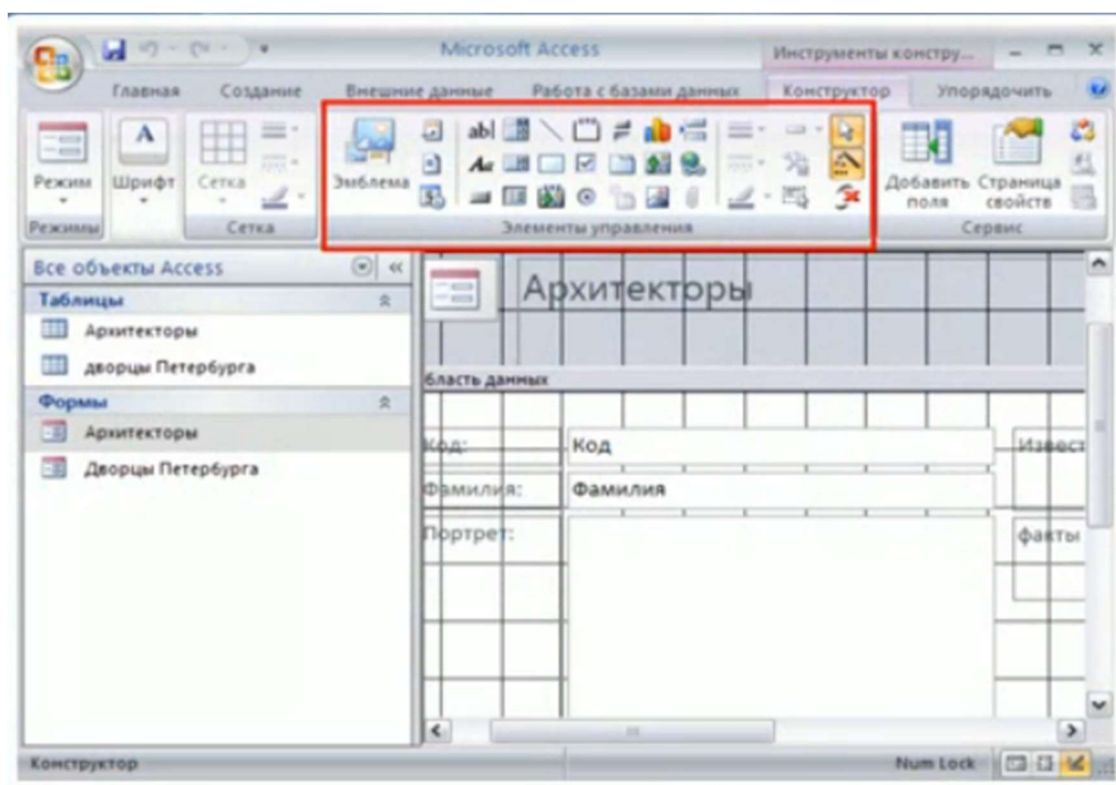 Microsoft Access
Инструменты констру...
Главная Создание Внешние данные Работа с базами данных Конструктор Упорядочить
Режим
Шрифт
Сетка
Эмблема
ab|
Aa
Добавить поля
Страница свойств
Режимы
Сетка
Элементы управления
Сервис
Все объекты Access
Таблицы
Архитекторы
дворцы Петербурга
Формы
Архитекторы
Дворцы Петербурга
Архитекторы
бласть данных
Код: Код Извест
Фамилия: Фамилия
Портрет: факты
Конструктор Num Lock